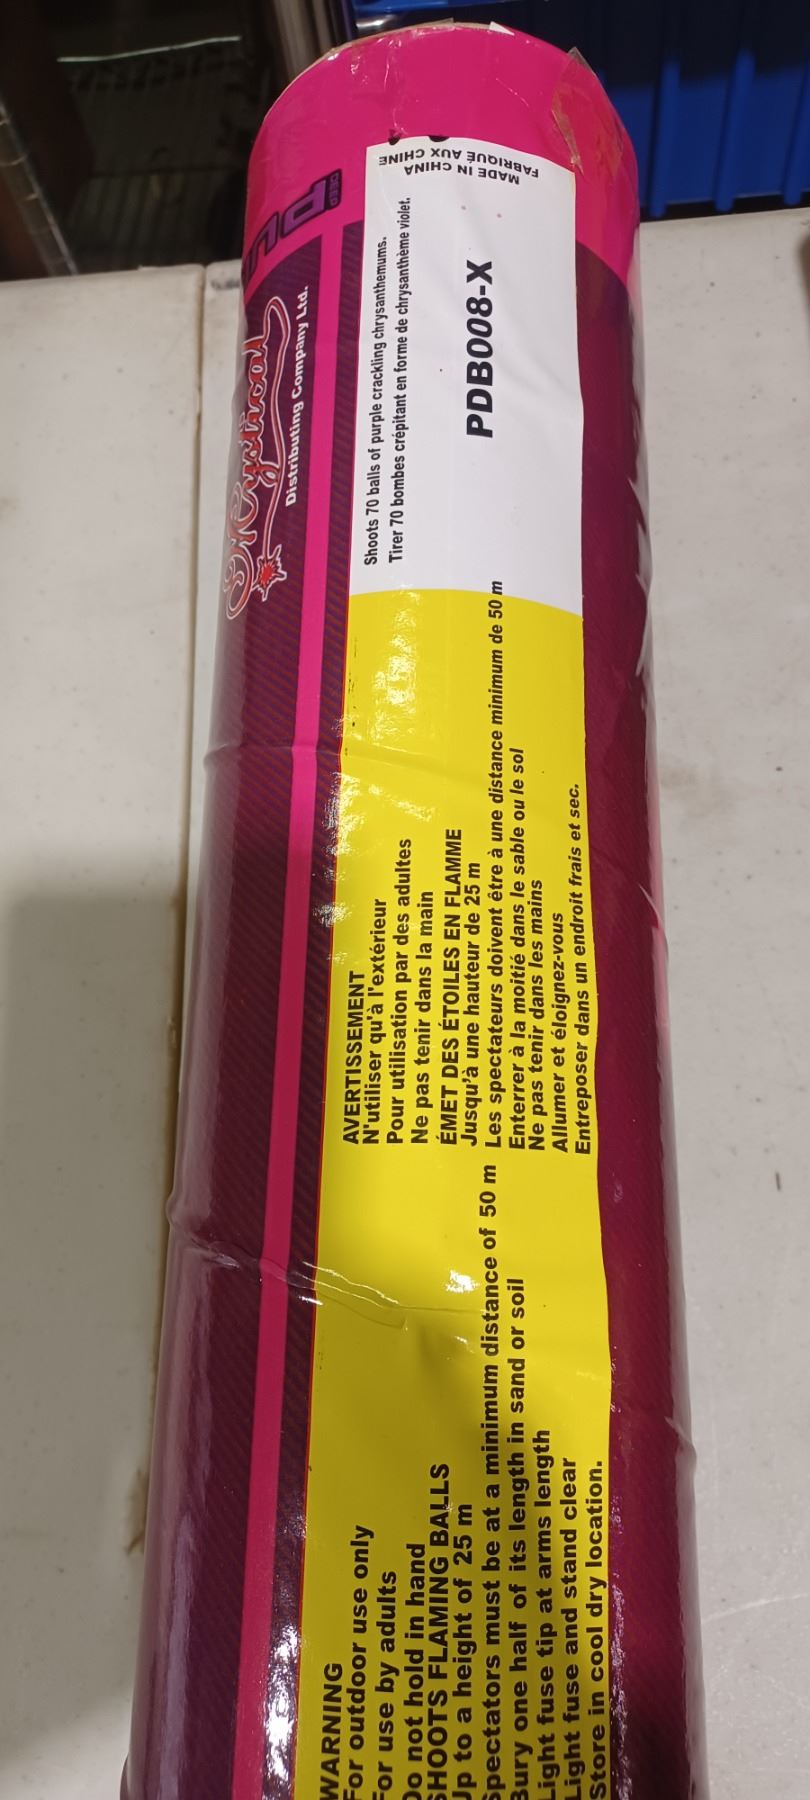 DEEP
PU
Mystical
Distributing Company Ltd.
MADE IN CHINA
FABRIQUÉ AUX CHINE
Shoots 70 balls of purple crackling chrysanthemums.
Tirer 70 bombes crépitant en forme de chrysanthème violet.
PDB008-X
AVERTISSEMENT
N'utiliser qu'à l'extérieur
Pour utilisation par des adultes
Ne pas tenir dans la main
ÉMET DES ÉTOILES EN FLAMME
Jusqu'à une hauteur de 25 m
Les spectateurs doivent être à une distance minimum de 50 m
Enterrer à la moitié dans le sable ou le sol
Ne pas tenir dans les mains
Allumer et éloignez-vous
Entreposer dans un endroit frais et sec.
WARNING
For outdoor use only
For use by adults
Do not hold in hand
SHOOTS FLAMING BALLS
Up to a height of 25 m
Spectators must be at a minimum distance of 50 m
Bury one half of its length in sand or soil
Light fuse tip at arms length
Light fuse and stand clear
Store in cool dry location.